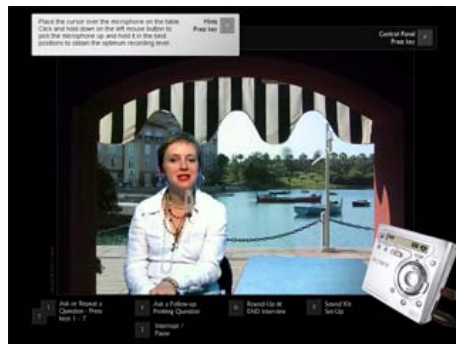 Place the cursor over the microphone on the table.
Click and hold down on the left mouse button to
pick the microphone up and hold it in the best
positions to obtain the optimum recording level.
Hints
Press key
Control Panel
Press key
Ask or Repeat a
Question - Press
keys 1 - 7
Ask a Follow-up
Probing Question
Round-Up &
END Interview
Sound Kit
Set-Up
Interrupt /
Pause